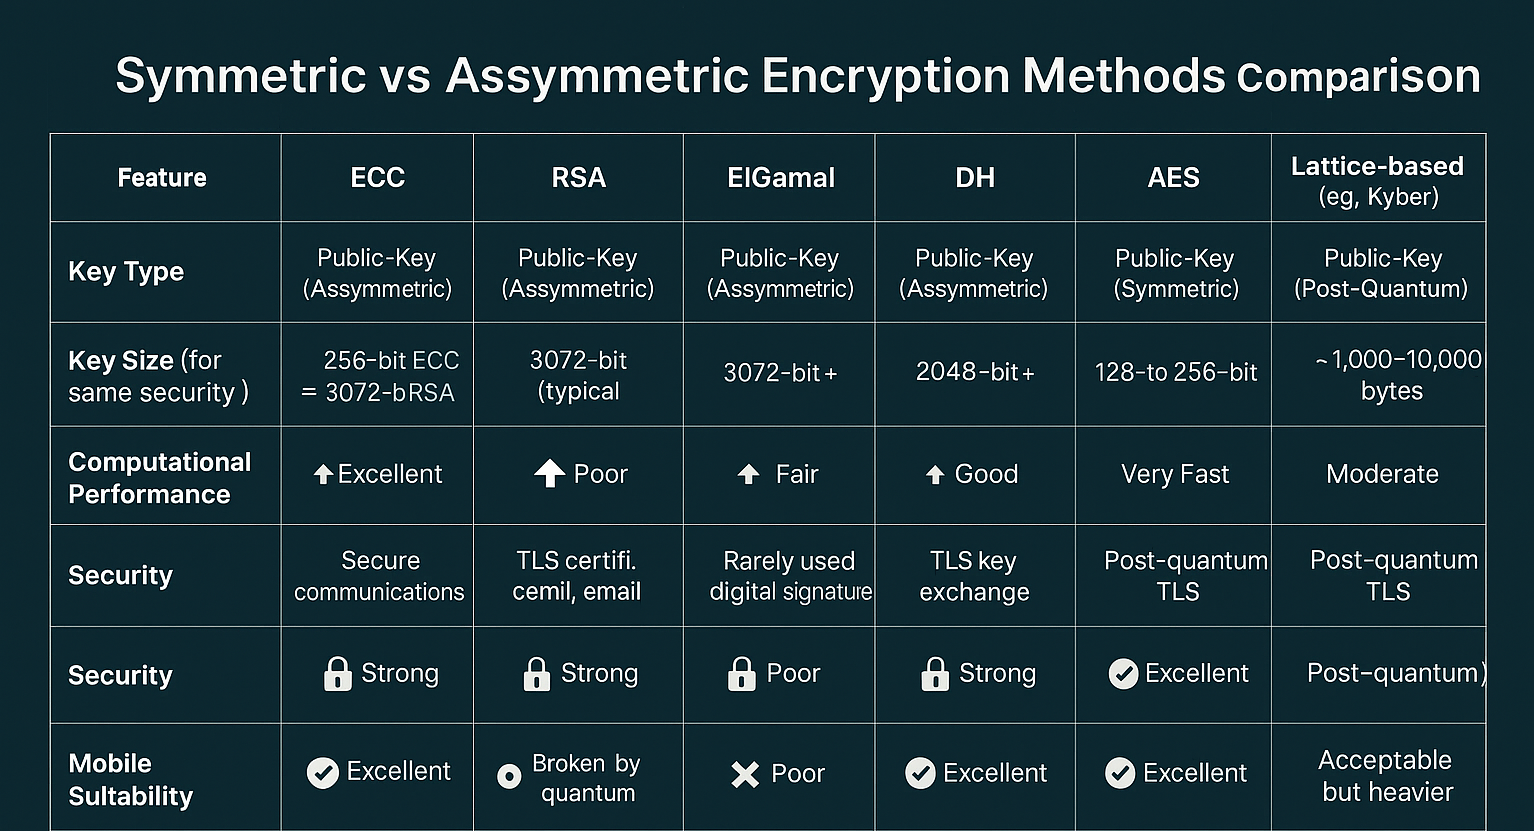 Symmetric vs Assymmetric Encryption Methods Comparison
Feature
ECC
RSA
ElGamal
DH
AES
Lattice-based
(eg, Kyber)
Key Type
Public-Key
(Assymmetric)
Public-Key
(Assymmetric)
Public-Key
(Assymmetric)
Public-Key
(Assymmetric)
Public-Key
(Symmetric)
Public-Key
(Post-Quantum)
Key Size (for
same security )
256-bit ECC
= 3072-bRSA
3072-bit
(typical
3072-bit+
2048-bit+
128-to 256-bit
~1,000-10,000
bytes
Computational
Performance
Excellent
Poor
Fair
Good
Very Fast
Moderate
Security
Secure
communications
TLS certifi.
cemil, email
Rarely used
digital signature
TLS key
exchange
Post-quantum
TLS
Post-quantum
TLS
Security
Strong
Strong
Poor
Strong
Excellent
Post-quantum)
Mobile
Sultability
Excellent
Broken by
quantum
Poor
Excellent
Excellent
Acceptable
but heavier